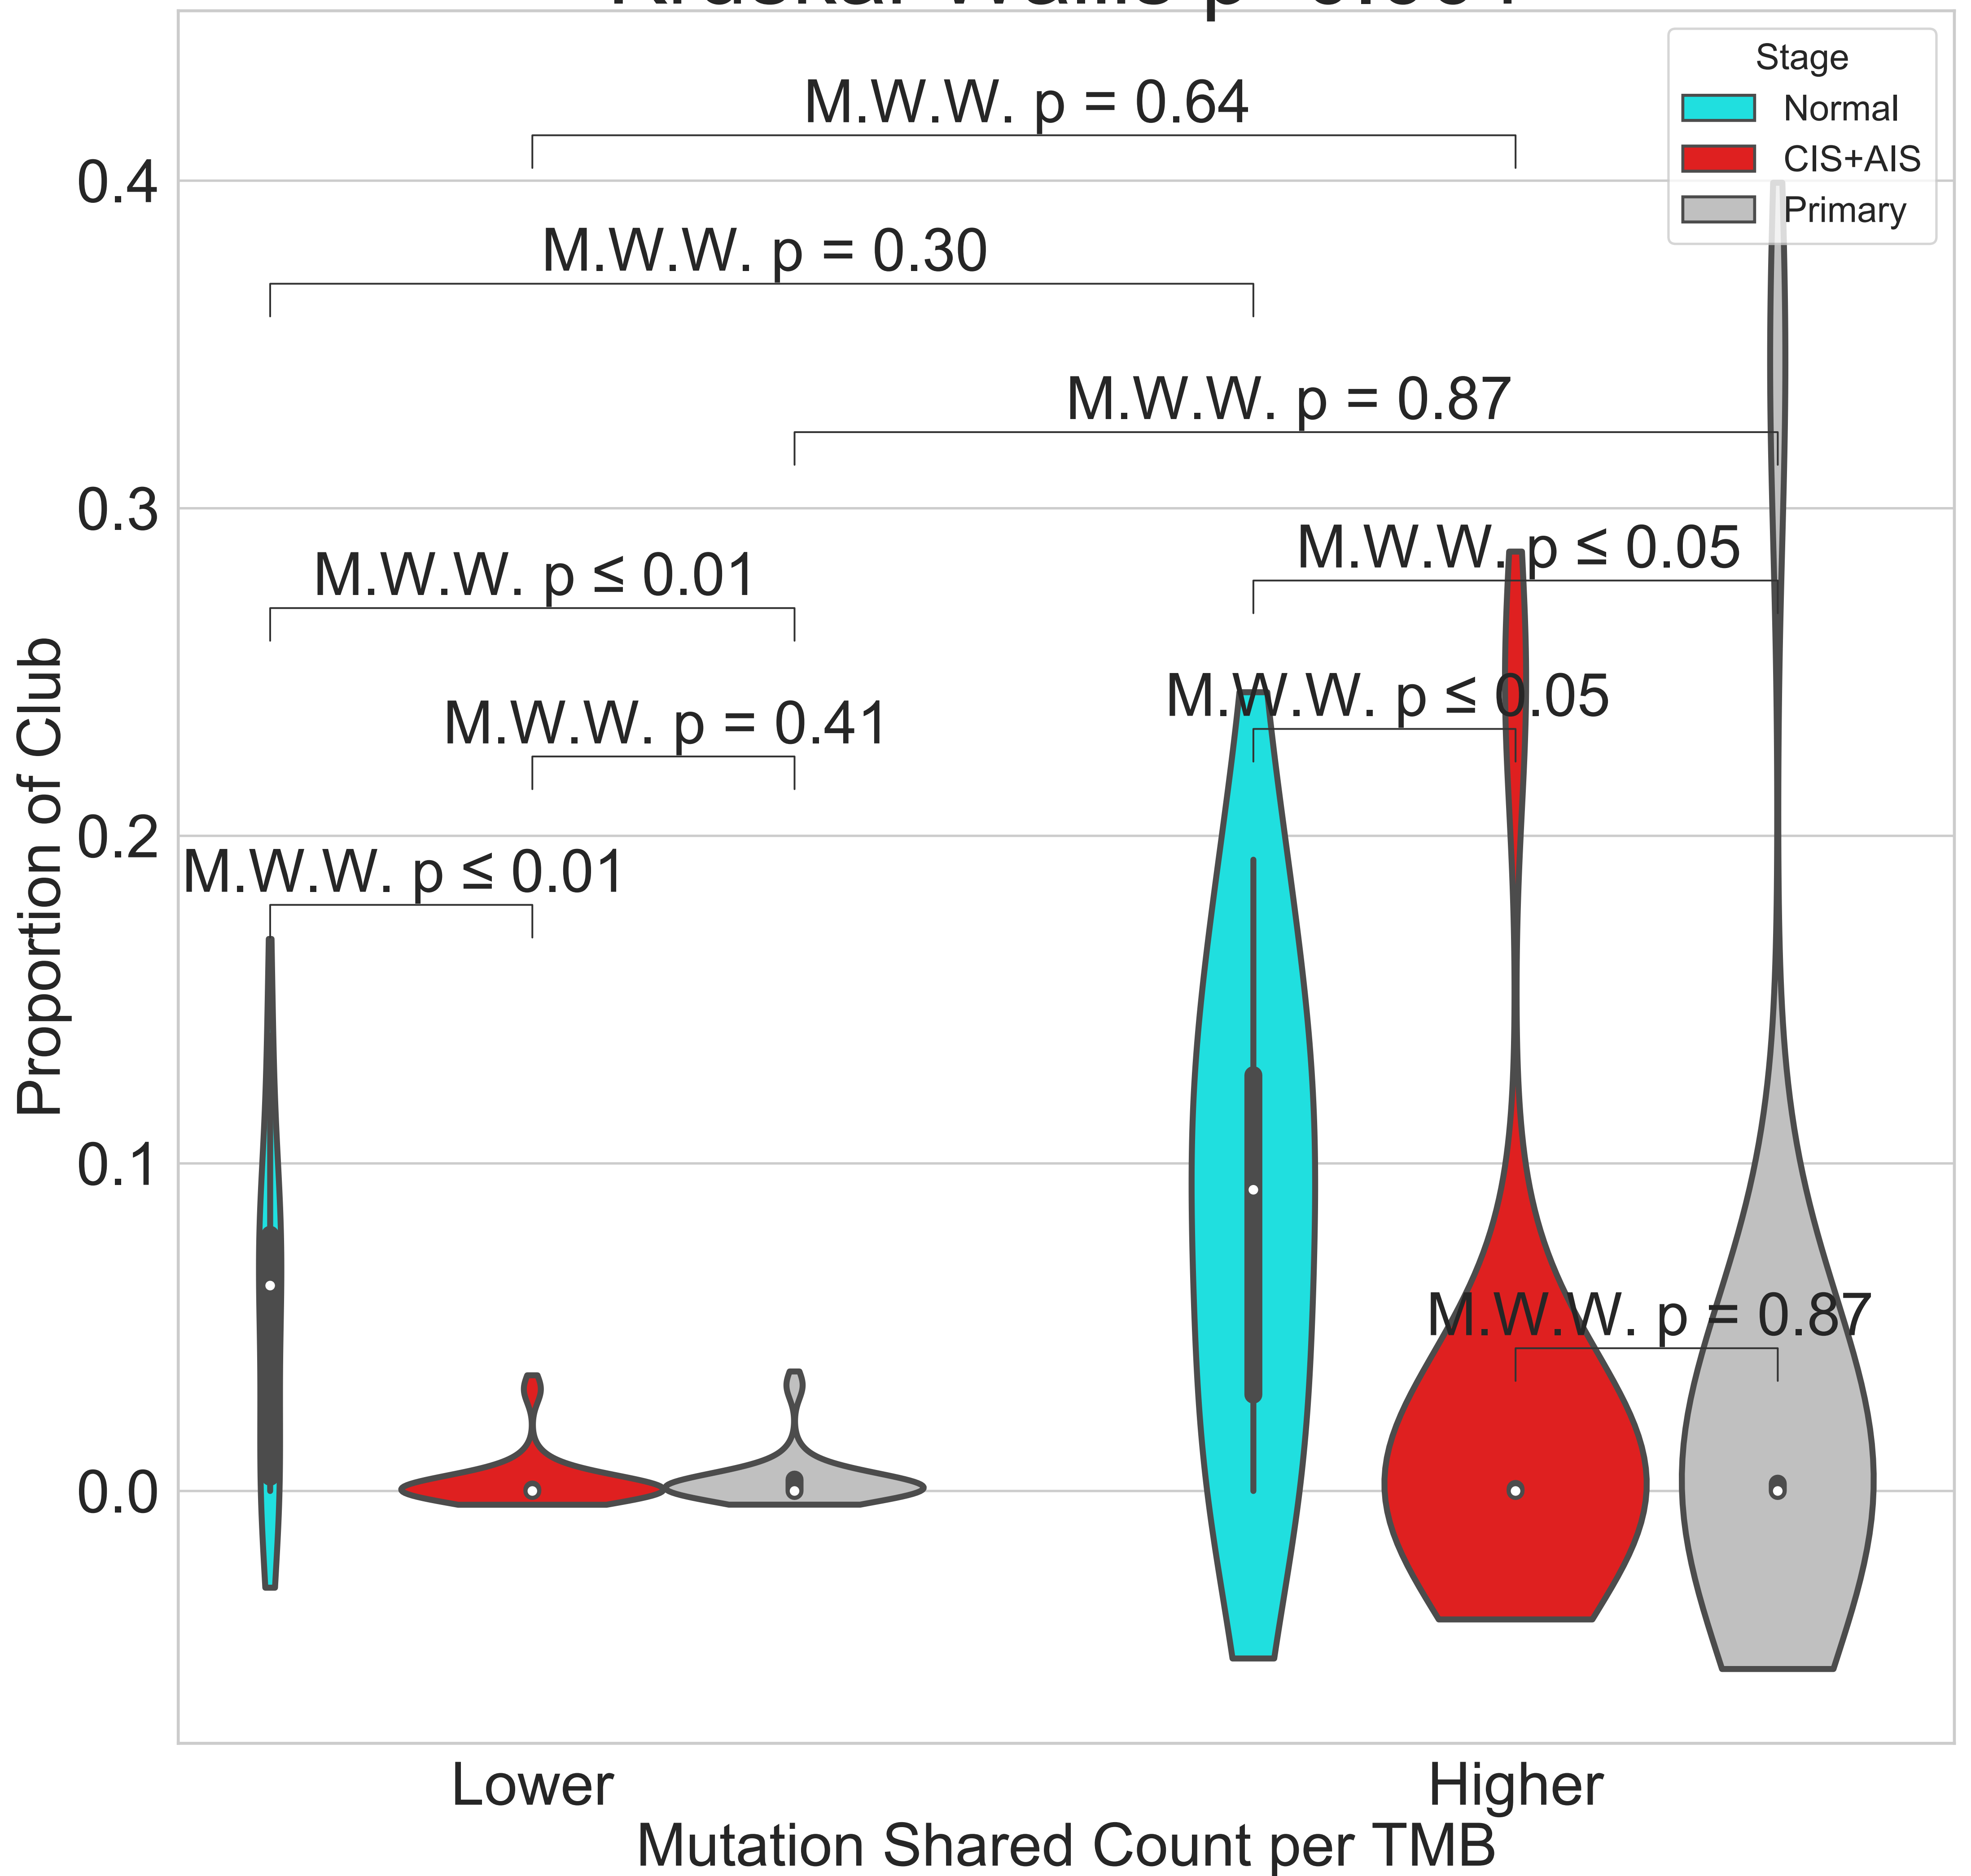 Stage
Normal
CIS+AIS
Primary
M.W.W. p = 0.64
M.W.W. p = 0.30
M.W.W. p = 0.87
M.W.W. p ≤ 0.05
M.W.W. p ≤ 0.01
M.W.W. p ≤ 0.05
M.W.W. p = 0.41
M.W.W. p ≤ 0.01
M.W.W. p = 0.87
0.4
0.3
0.2
0.1
0.0
Proportion of Club
Lower
Higher
Mutation Shared Count per TMB